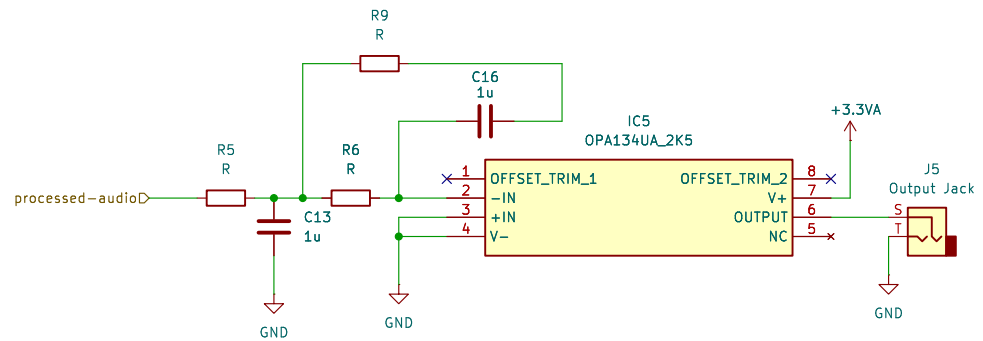 R9
R
C16
1u
IC5
OPA134UA_2K5
+3.3VA
R5
R
R6
R
1
OFFSET_TRIM_1
OFFSET_TRIM_2
8
J5
Output Jack
processed-audio
2
-IN
V+
7
C13
1u
3
+IN
OUTPUT
6
S
4
V-
NC
5
T
GND
GND
GND